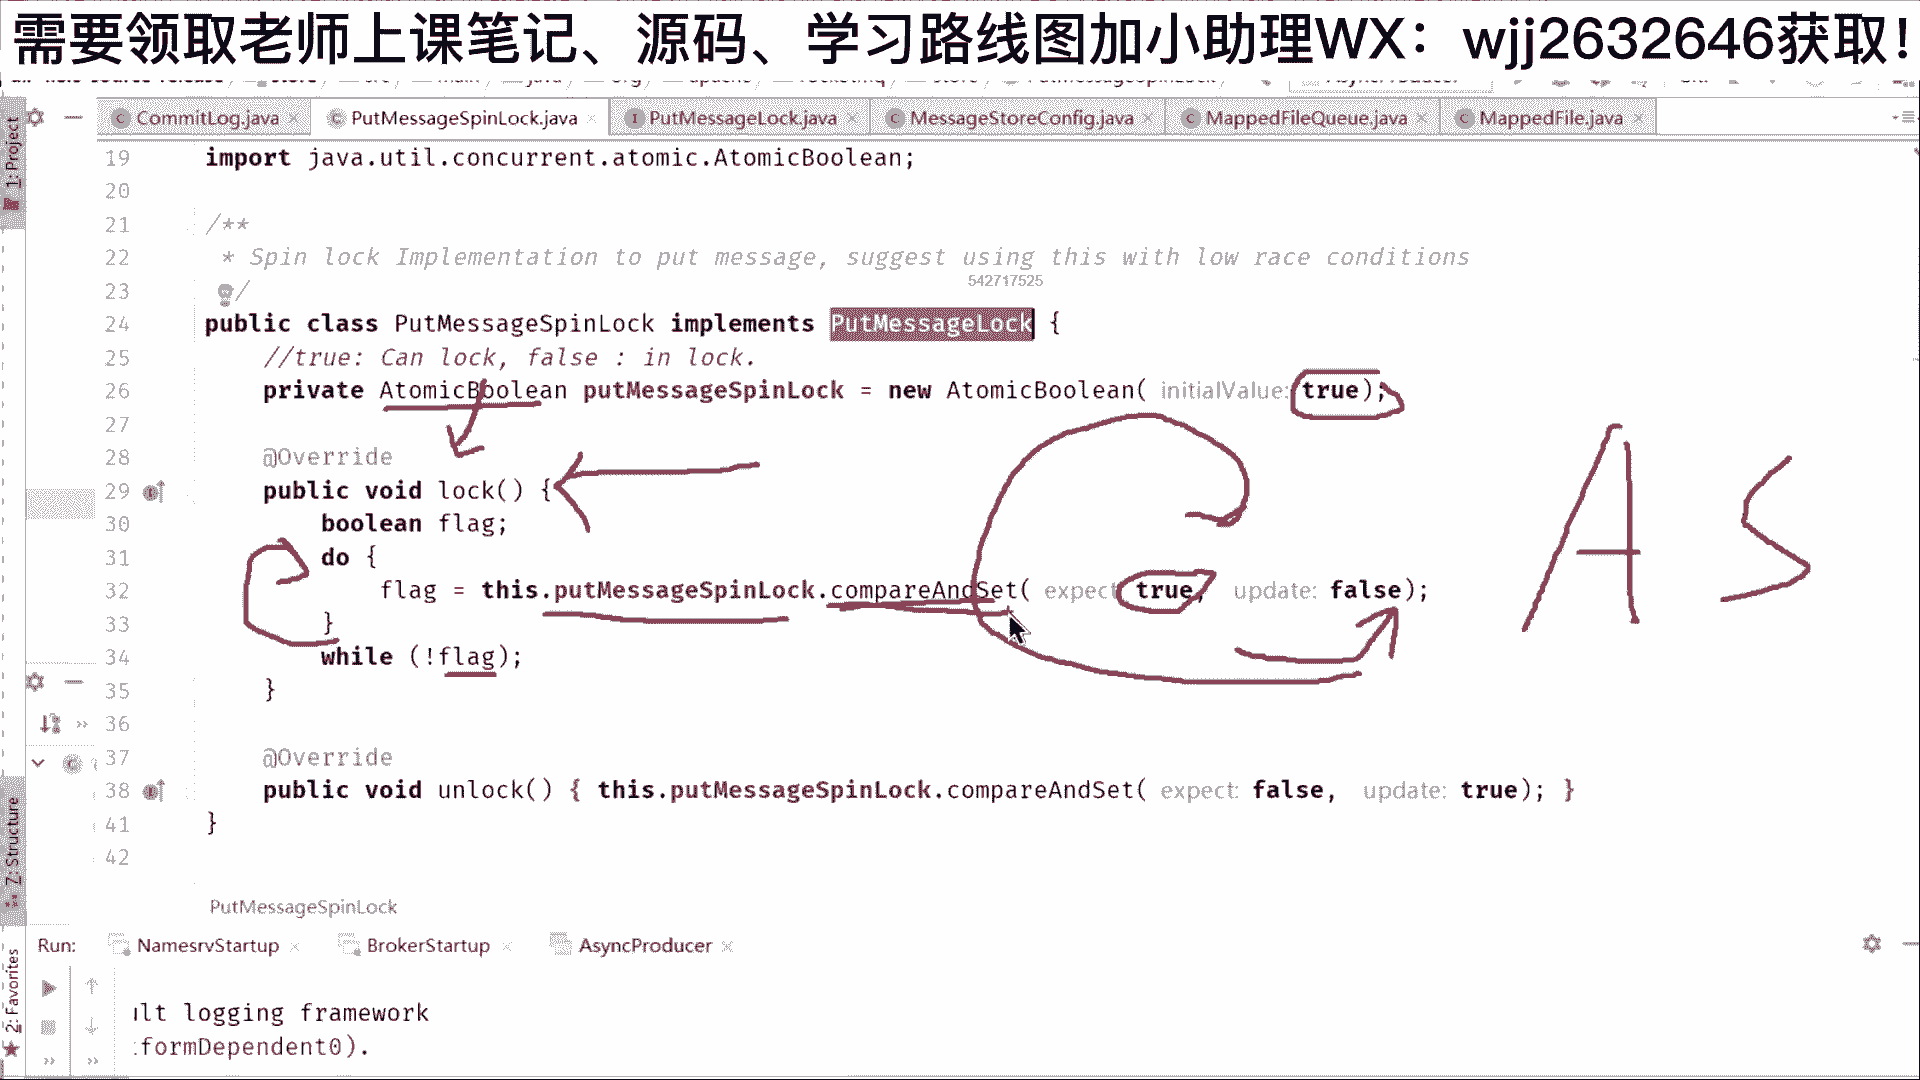 需要领取老师上课笔记、源码、学习路线图加小助理WX：wjj2632646获取！
CommitLog.java PutMessageSpinLock.java PutMessageLock.java MessageStoreConfig.java MappedFileQueue.java MappedFile.java
1: Project
19 import java.util.concurrent.atomic.AtomicBoolean;
20
21 /**
22 * Spin lock Implementation to put message, suggest using this with low race conditions
542717525
23 */
24 public class PutMessageSpinLock implements PutMessageLock {
25 //true: Can lock, false : in lock.
26 private AtomicBoolean putMessageSpinLock = new AtomicBoolean( initialValue: true);
27
28 @Override
29 public void lock() {
30 boolean flag;
31 do {
32 flag = this.putMessageSpinLock.compareAndSet( expect: true, update: false);
33 }
34 while (!flag);
35 }
36
37 @Override
38 public void unlock() { this.putMessageSpinLock.compareAndSet( expect: false, update: true); }
41 }
42
C A S
Z: Structure
PutMessageSpinLock
Run: NamesrvStartup BrokerStartup AsyncProducer
2: Favorites
ult logging framework
:formDependent0).